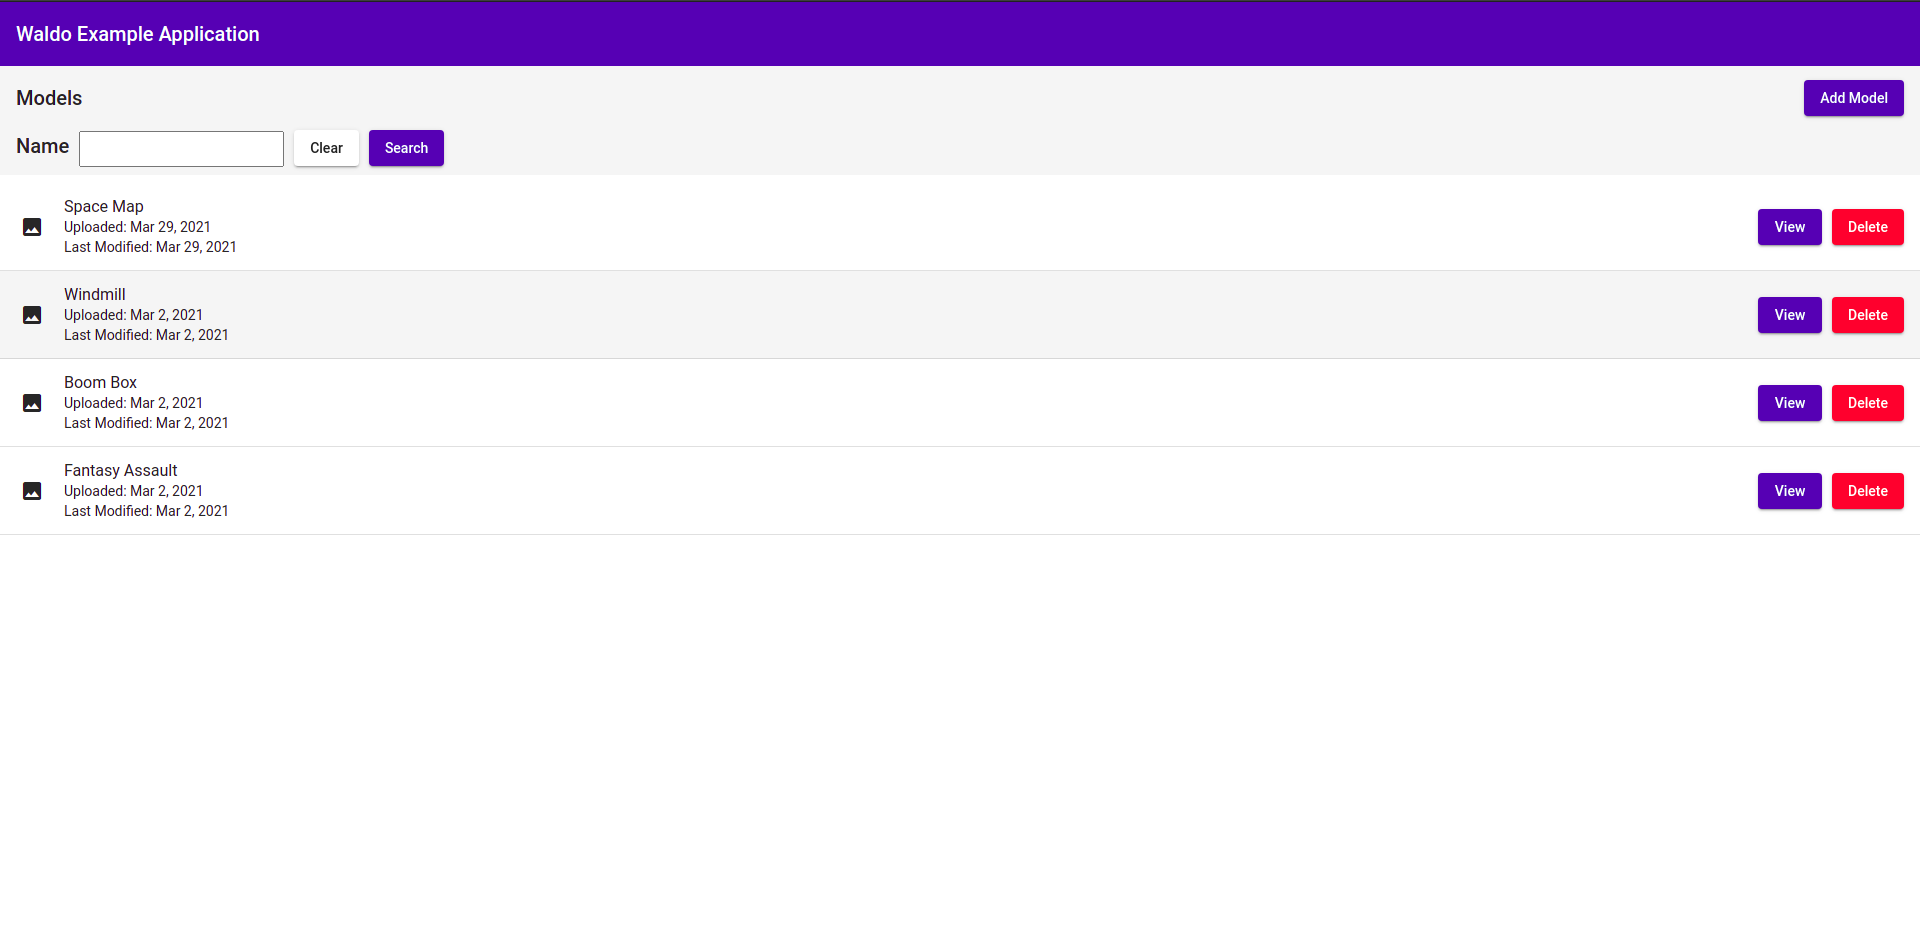 Waldo Example Application
Models
Add Model
Name
Clear
Search
Space Map
Uploaded: Mar 29, 2021
Last Modified: Mar 29, 2021
View
Delete
Windmill
Uploaded: Mar 2, 2021
Last Modified: Mar 2, 2021
View
Delete
Boom Box
Uploaded: Mar 2, 2021
Last Modified: Mar 2, 2021
View
Delete
Fantasy Assault
Uploaded: Mar 2, 2021
Last Modified: Mar 2, 2021
View
Delete